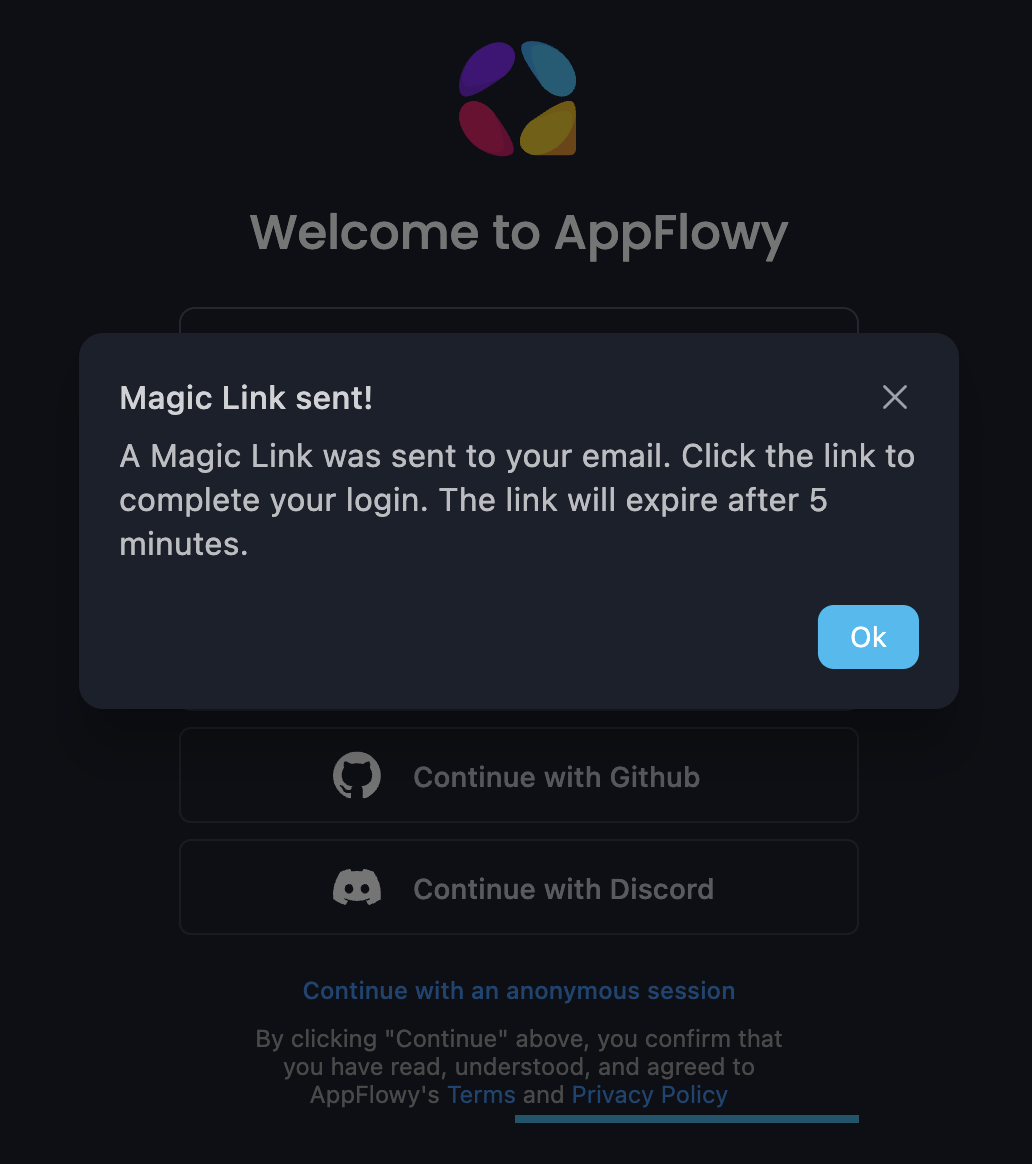 Welcome to AppFlowy
Magic Link sent!
A Magic Link was sent to your email. Click the link to
complete your login. The link will expire after 5
minutes.
Ok
Continue with Github
Continue with Discord
Continue with an anonymous session
By clicking "Continue" above, you confirm that
you have read, understood, and agreed to
AppFlowy's Terms and Privacy Policy